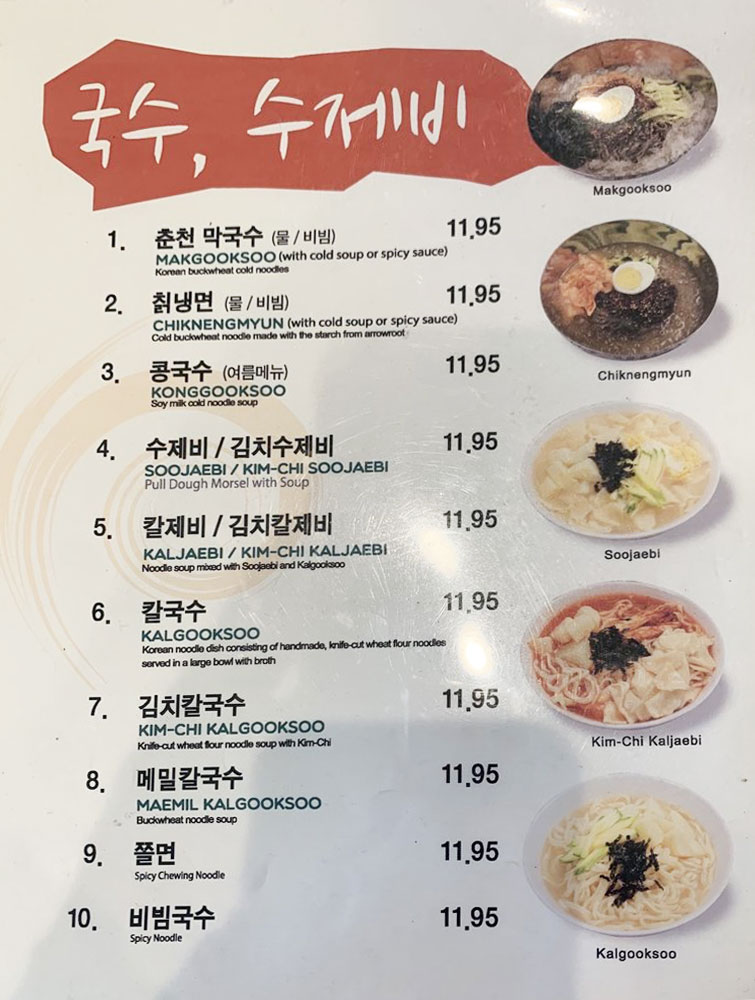 국수, 수제비
Makgooksoo
1. 춘천 막국수 (물 / 비빔) 11.95
MAKGOOKSOO (with cold soup or spicy sauce)
Korean buckwheat cold noodles
2. 칡냉면 (물 / 비빔) 11.95
CHIKNENGMYUN (with cold soup or spicy sauce)
Cold buckwheat noodle made with the starch from arrowroot
Chiknengmyun
3. 콩국수 (여름메뉴) 11.95
KONGGOOKSOO
Soy milk cold noodle soup
4. 수제비 / 김치수제비 11.95
SOOJAEBI / KIM-CHI SOOJAEBI
Pull Dough Morsel with Soup
Soojaebi
5. 칼제비 / 김치칼제비 11.95
KALJAEBI / KIM-CHI KALJAEBI
Noodle soup mixed with Soojaebi and Kalgooksoo
6. 칼국수 11.95
KALGOOKSOO
Korean noodle dish consisting of handmade, knife-cut wheat flour noodles
served in a large bowl with broth
7. 김치칼국수 11.95
KIM-CHI KALGOOKSOO
Knife-cut wheat flour noodle soup with Kim-Chi
Kim-Chi Kaljaebi
8. 메밀칼국수 11.95
MAEMIL KALGOOKSOO
Buckwheat noodle soup
9. 쫄면 11.95
Spicy Chewing Noodle
10. 비빔국수 11.95
Spicy Noodle
Kalgooksoo